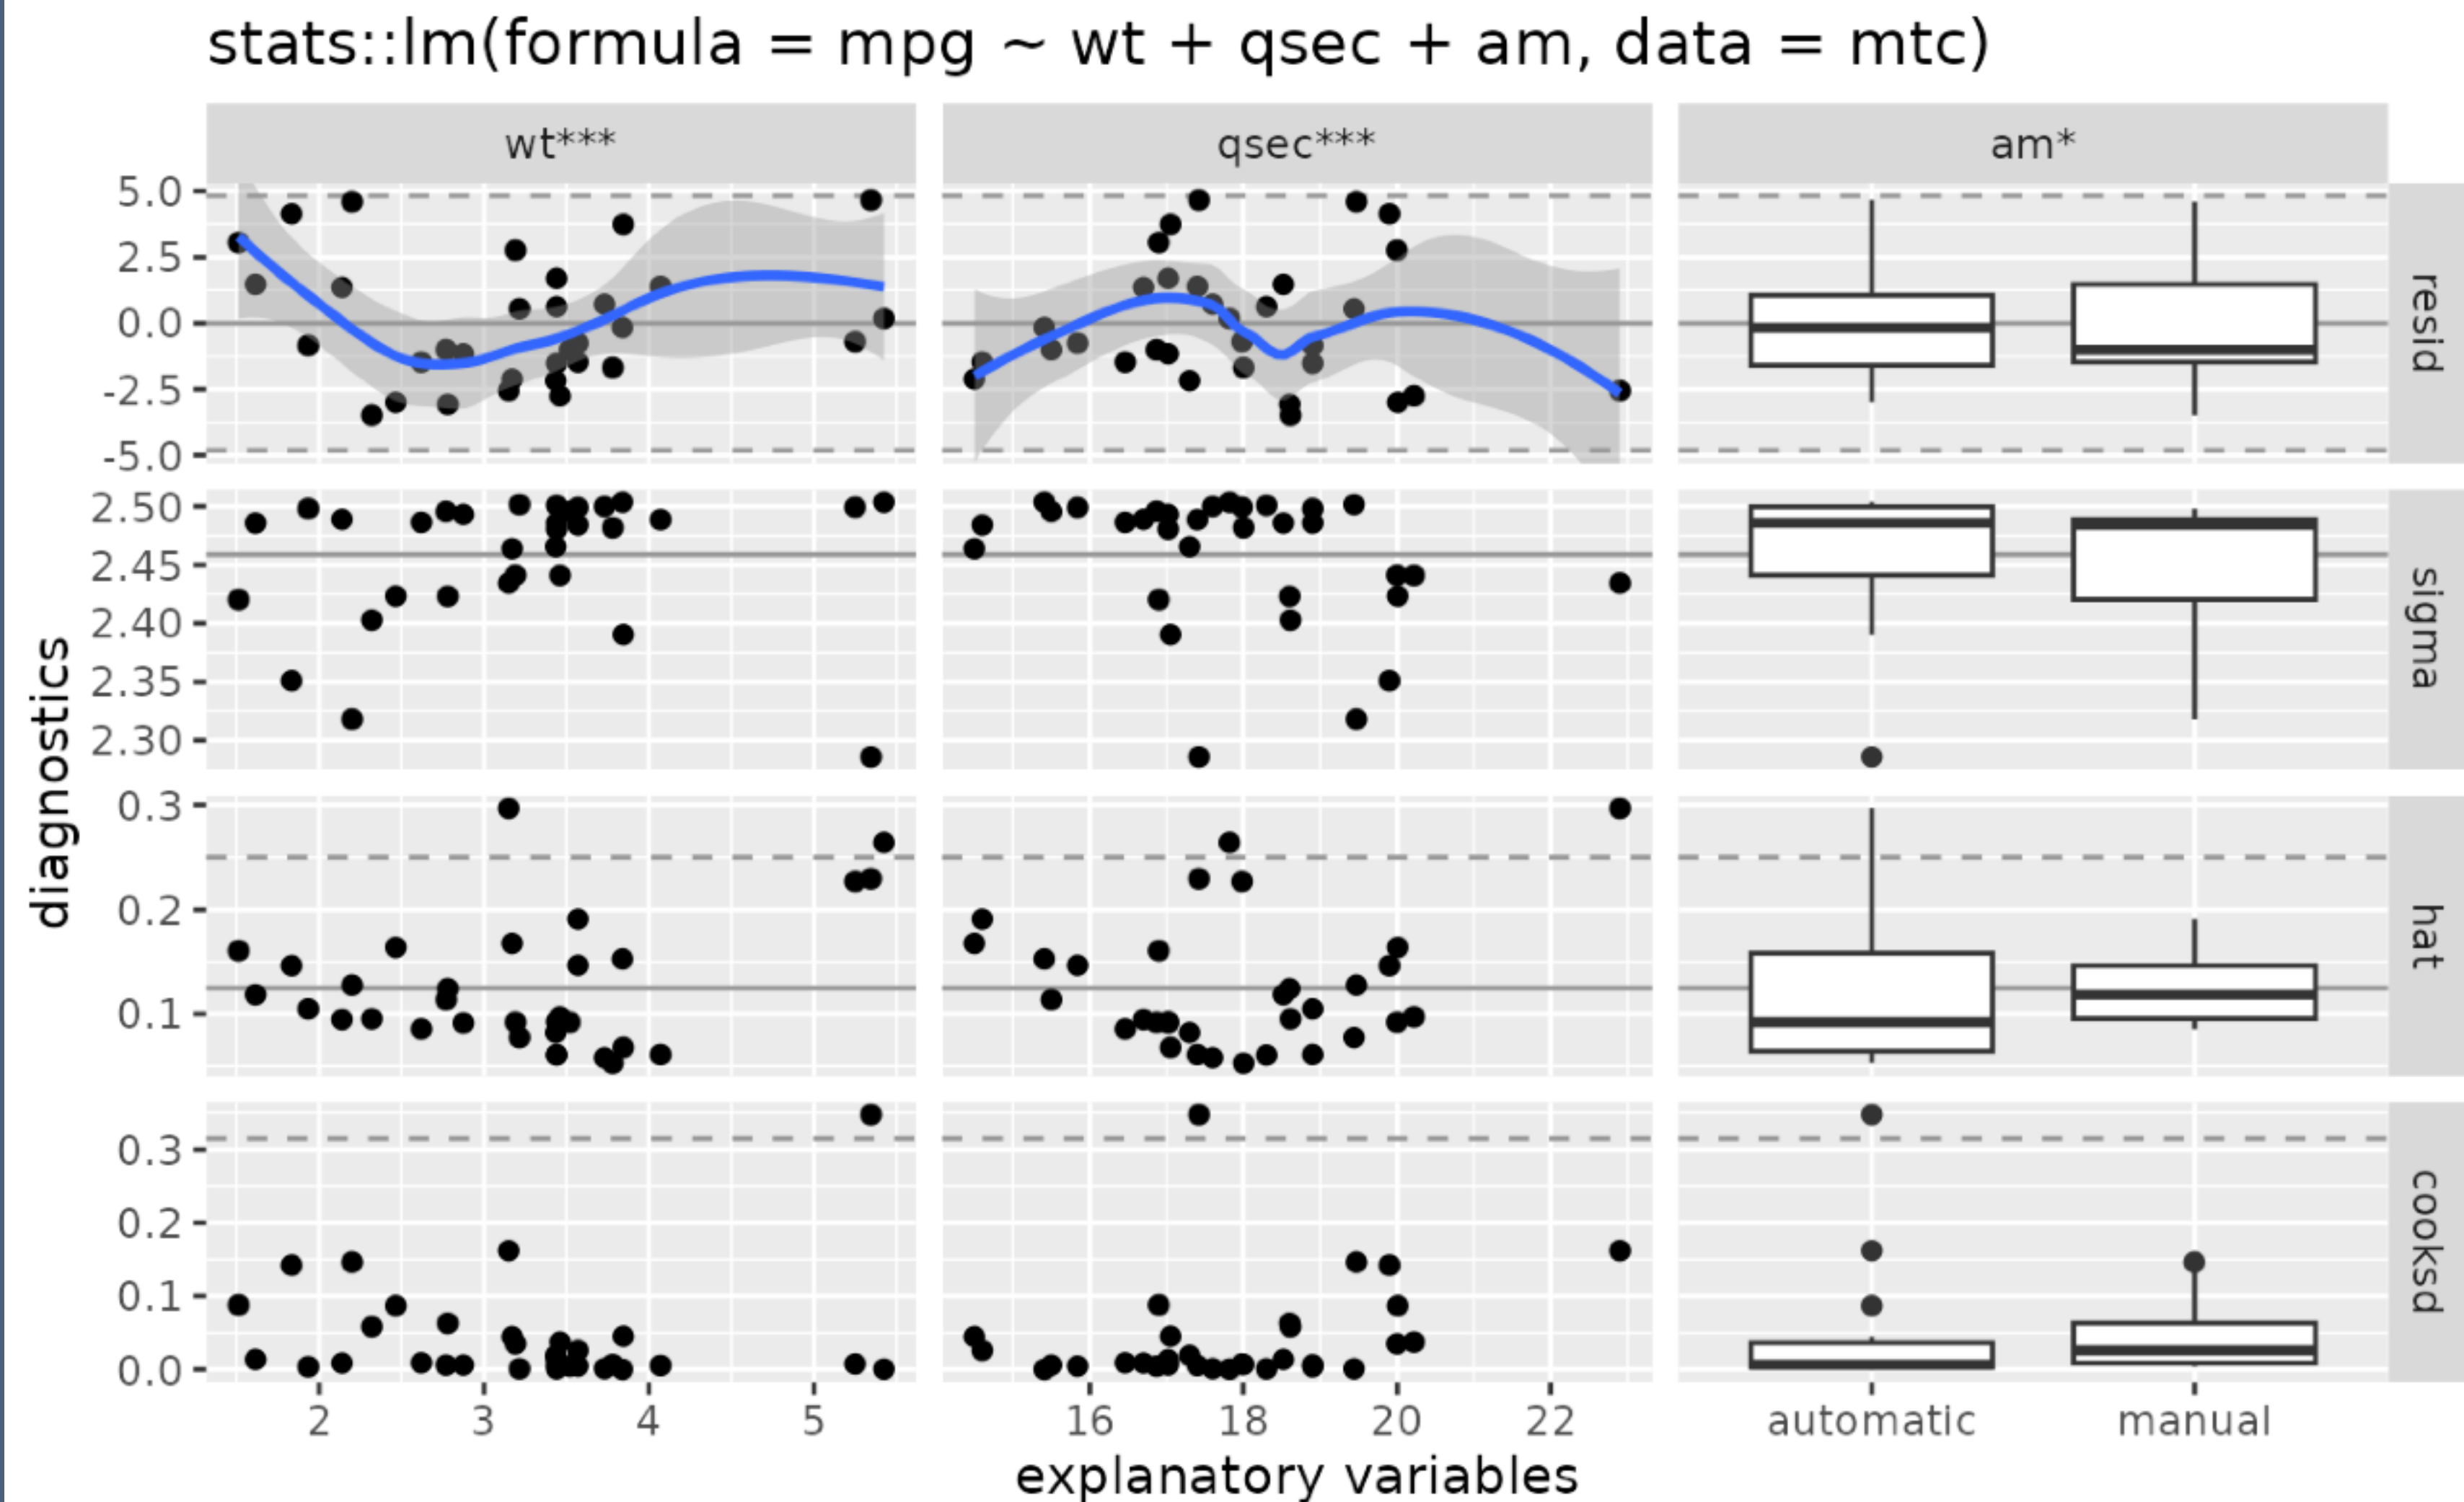 stats::lm(formula = mpg ~ wt + qsec + am, data = mtc)
wt*** qsec*** am*
5.0
2.5
0.0
-2.5
-5.0
resid
2.50
2.45
2.40
2.35
2.30
sigma
0.3
0.2
0.1
hat
0.3
0.2
0.1
0.0
cooksd
diagnostics
2 3 4 5 16 18 20 22 automatic manual
explanatory variables